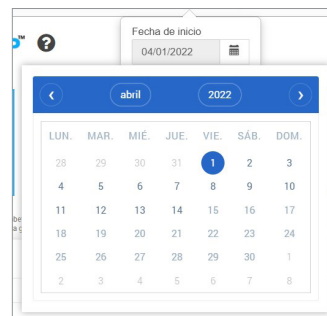 Fecha de inicio
04/01/2022
abril 2022
LUN. MAR. MIÉ. JUE. VIE. SÁB. DOM.
28 29 30 31 1 2 3
4 5 6 7 8 9 10
11 12 13 14 15 16 17
18 19 20 21 22 23 24
25 26 27 28 29 30 1
2 3 4 5 6 7 8